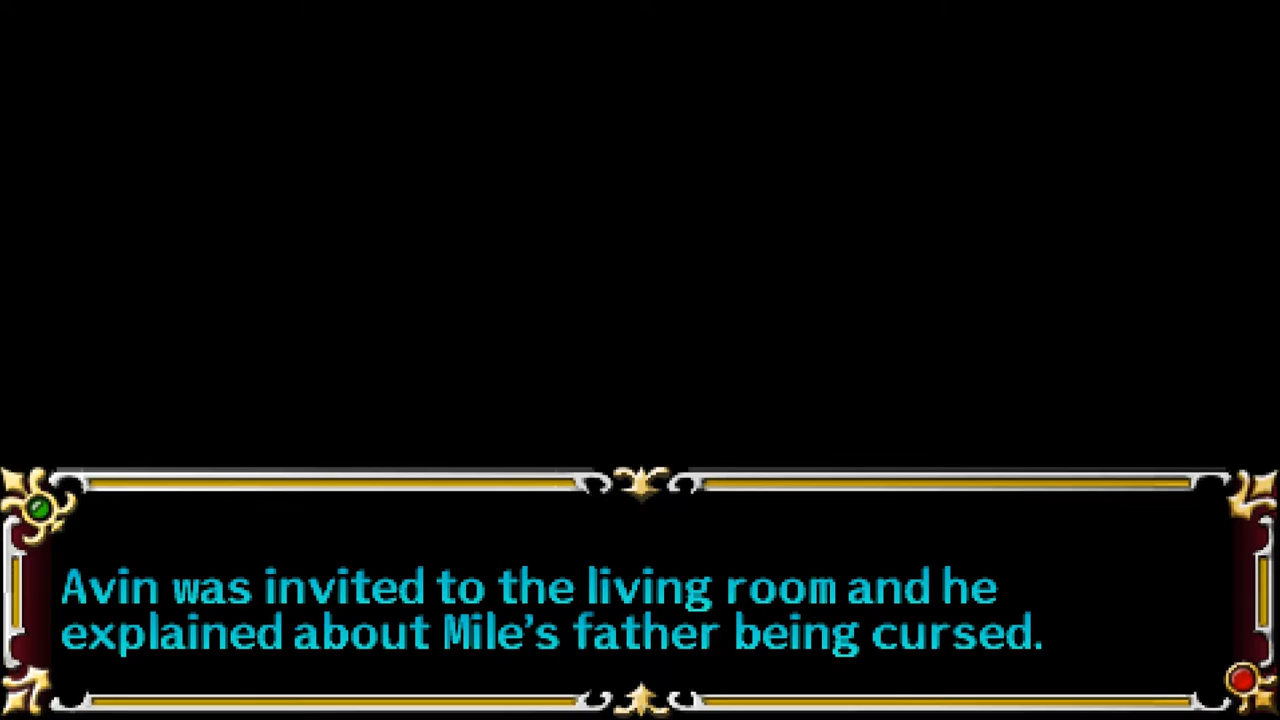 Avin was invited to the living room and he
explained about Mile's father being cursed.